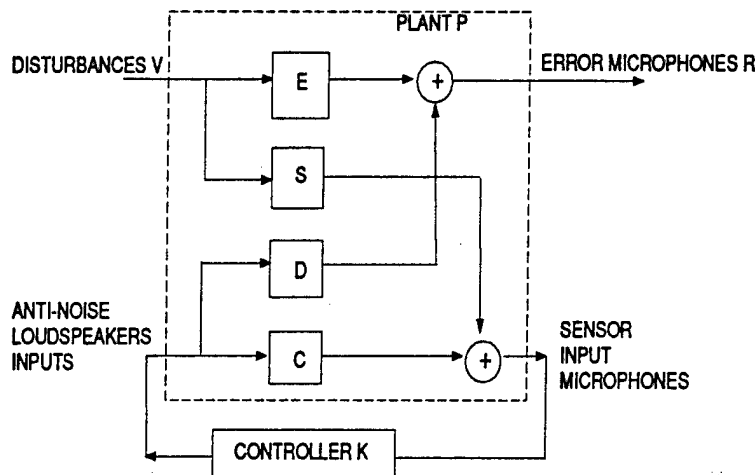 PLANT P
DISTURBANCES V
E
+
ERROR MICROPHONES R
S
D
ANTI-NOISE
LOUDSPEAKERS
INPUTS
C
+
SENSOR
INPUT
MICROPHONES
CONTROLLER K